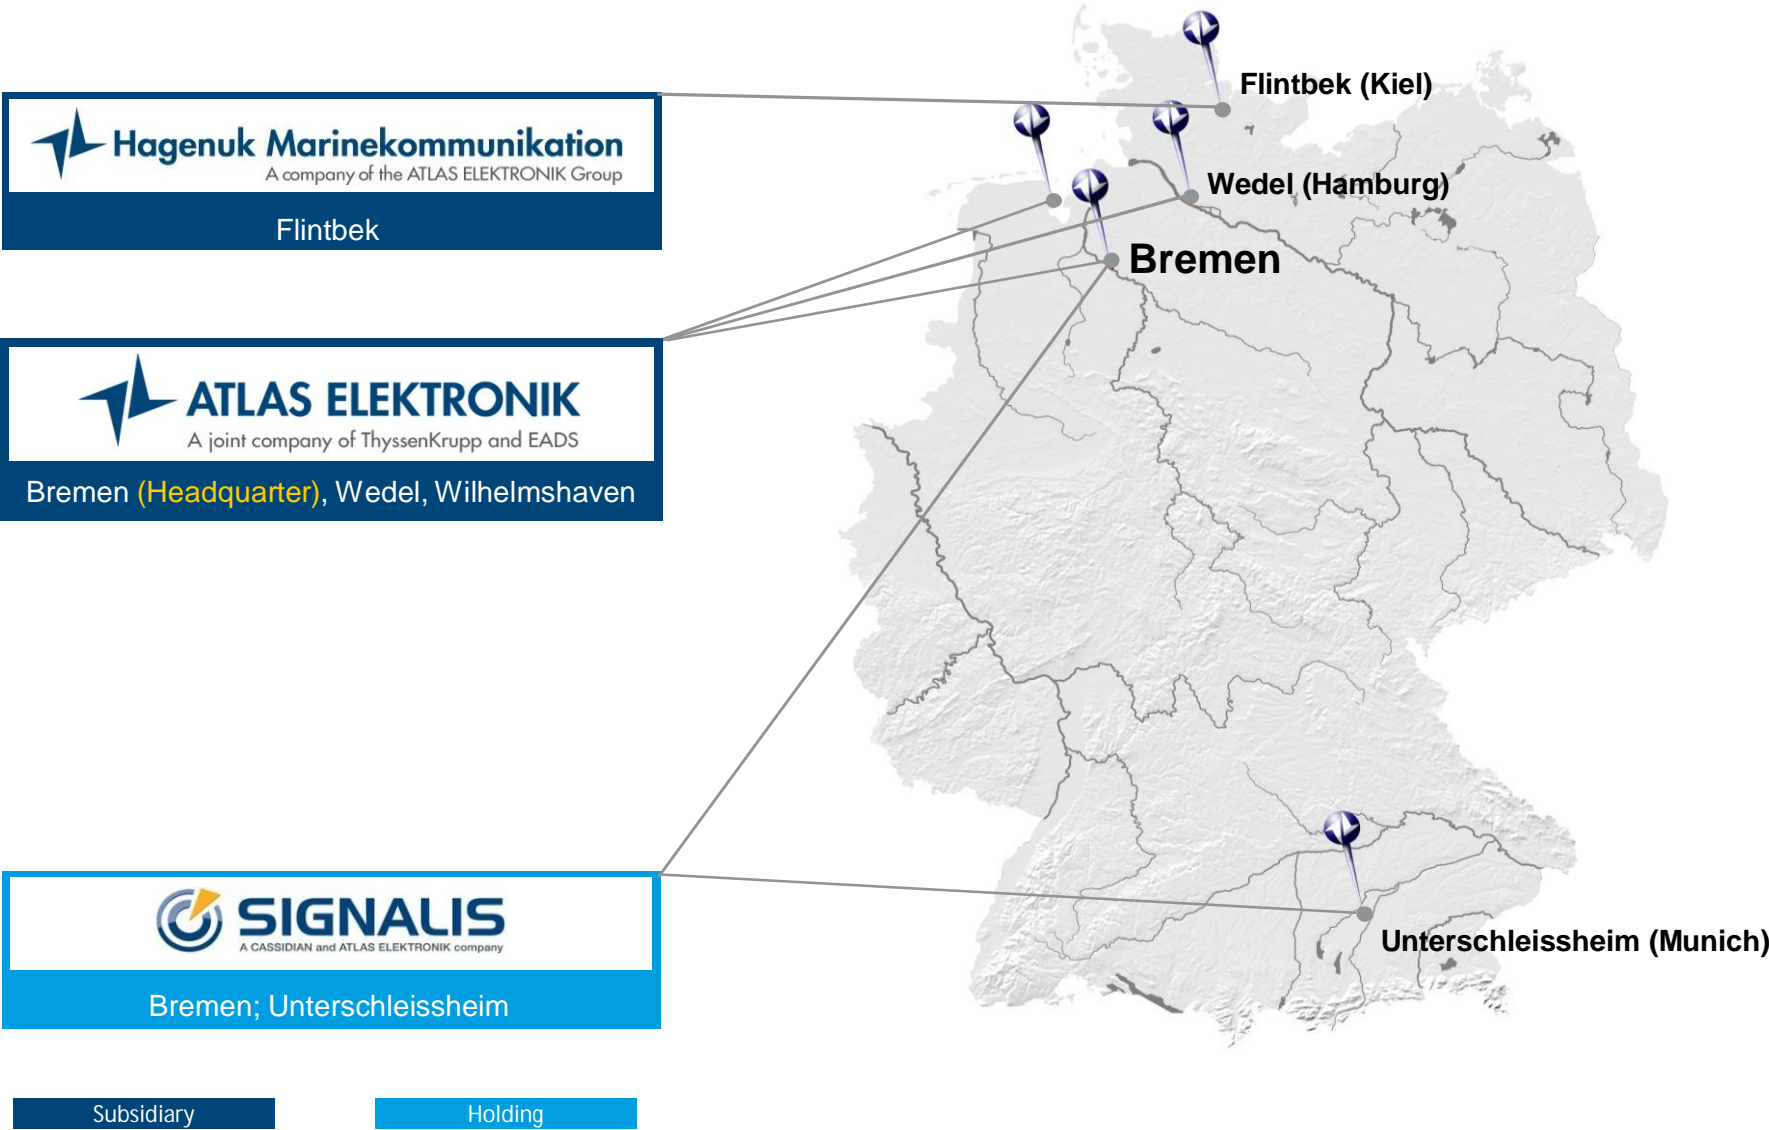 Flintbek (Kiel)
Hagenuk Marinekommunikation
A company of the ATLAS ELEKTRONIK Group
Flintbek
Wedel (Hamburg)
Bremen
ATLAS ELEKTRONIK
A joint company of ThyssenKrupp and EADS
Bremen (Headquarter), Wedel, Wilhelmshaven
SIGNALIS
A CASSIDIAN and ATLAS ELEKTRONIK company
Bremen; Unterschleissheim
Unterschleissheim (Munich)
Subsidiary
Holding